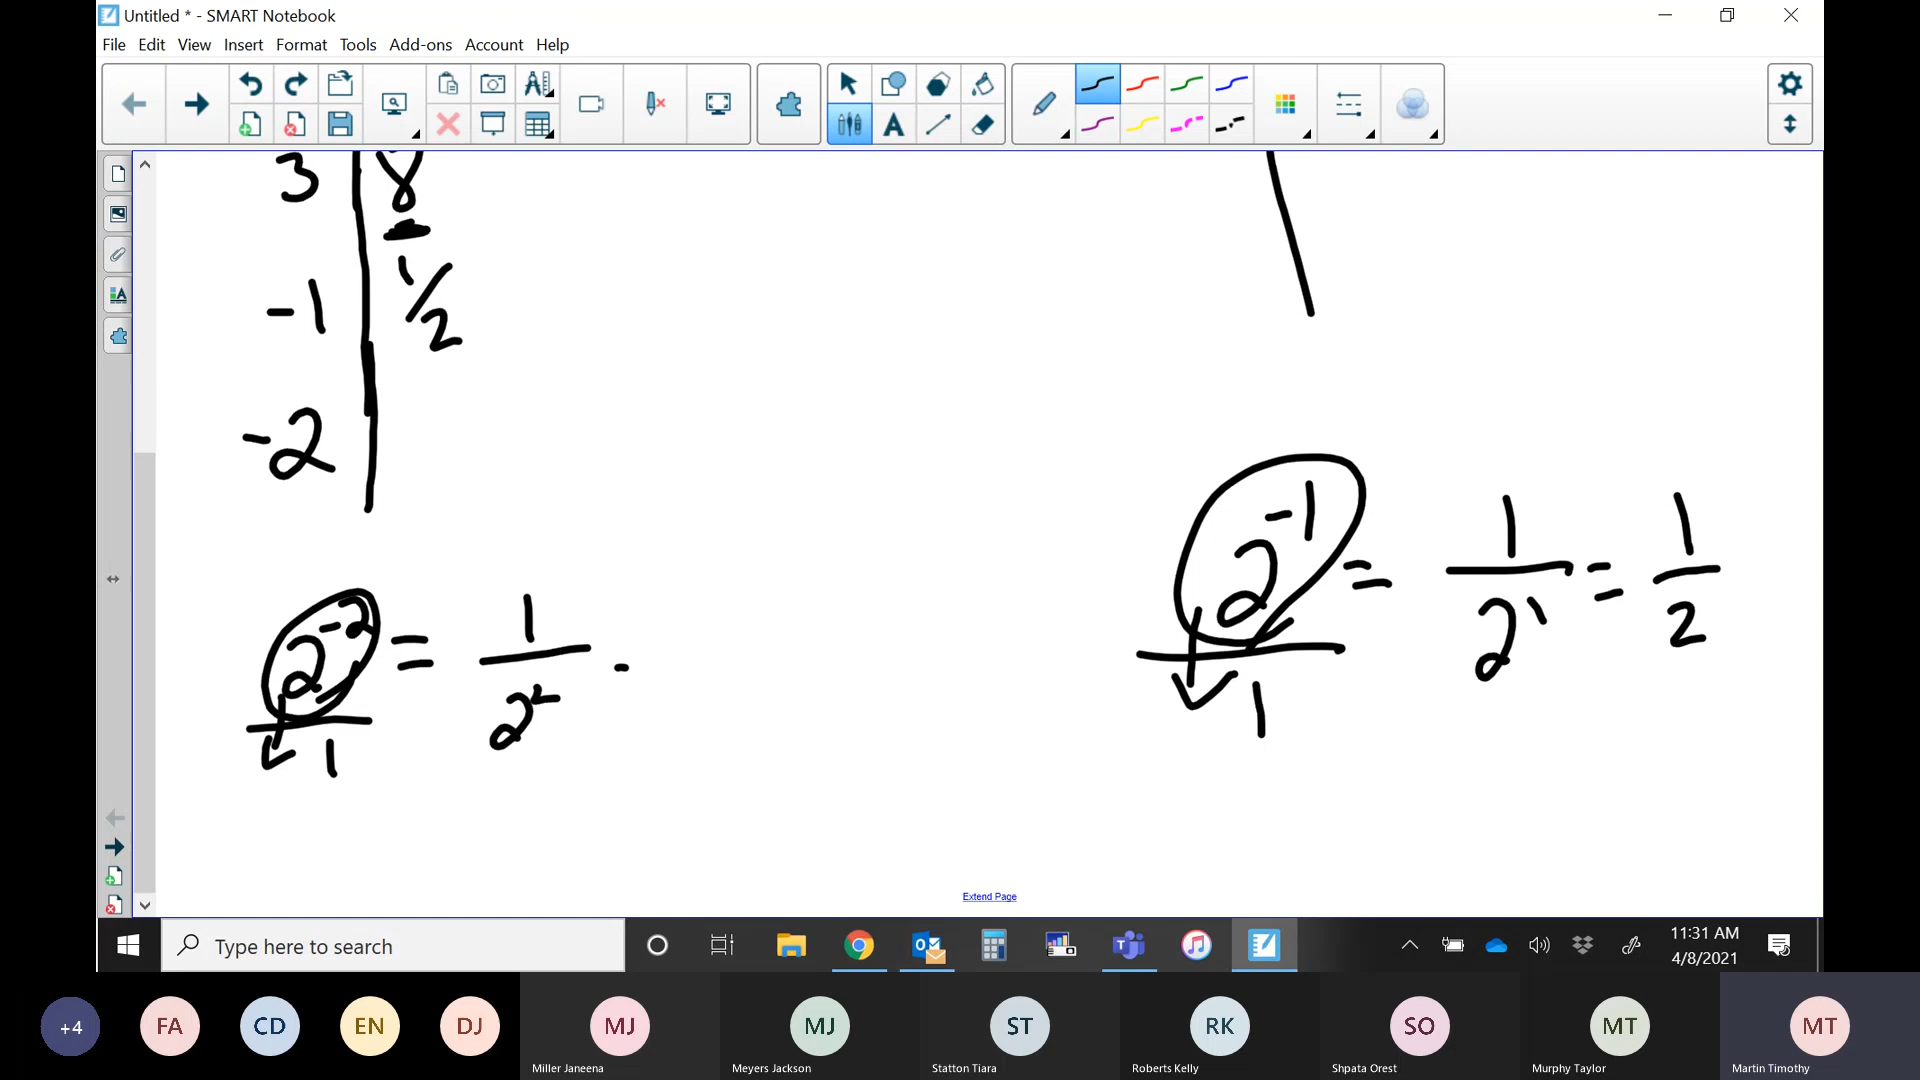 Untitled * - SMART Notebook
File Edit View Insert Format Tools Add-ons Account Help
3 8
-1 1/2
-2
2^-2/1 = 1/2^2 -
2^-1/1 = 1/2^1 = 1/2
Extend Page
Type here to search
11:31 AM
4/8/2021
+4 FA CD EN DJ MJ MJ ST RK SO MT MT
Miller Janeena Meyers Jackson Statton Tiara Roberts Kelly Shpata Orest Murphy Taylor Martin Timothy